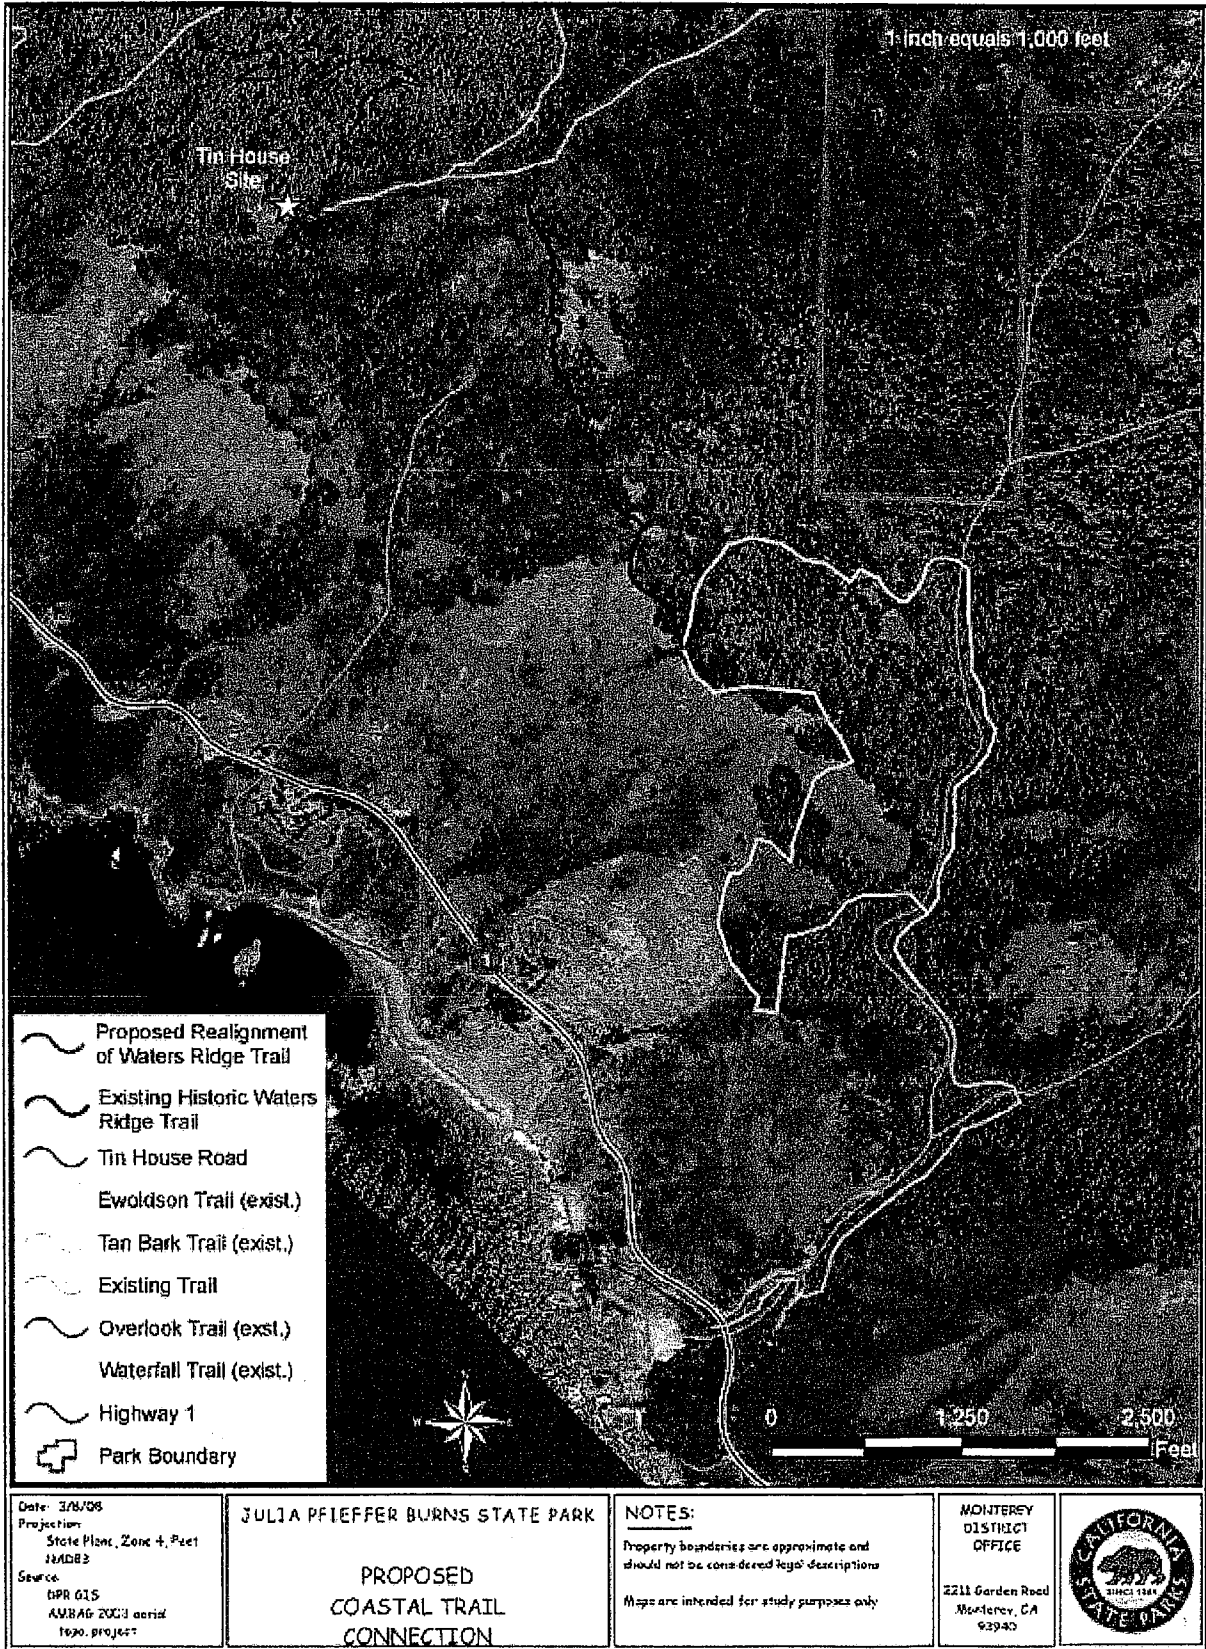 1 inch equals 1,000 feet
Tin House
Site
Proposed Realignment
of Waters Ridge Trail
Existing Historic Waters
Ridge Trail
Tin House Road
Ewoldson Trail (exist.)
Tan Bark Trail (exist.)
Existing Trail
Overlook Trail (exst.)
Waterfall Trail (exist.)
Highway 1
Park Boundary
W
0
1,250
2,500
Feet
Date: 3/8/06
Projection:
State Plane, Zone 4, Feet
NAD83
Source:
DPR GIS
AMBAG 2003 aerial
topo. project
JULIA PFIEFFER BURNS STATE PARK
PROPOSED
COASTAL TRAIL
CONNECTION
NOTES:
Property boundaries are approximate and
should not be considered legal descriptions
Maps are intended for study purposes only
MONTEREY
DISTRICT
OFFICE
2211 Garden Road
Monterey, CA
93940
CALIFORNIA
SINCE 1864
STATE PARKS